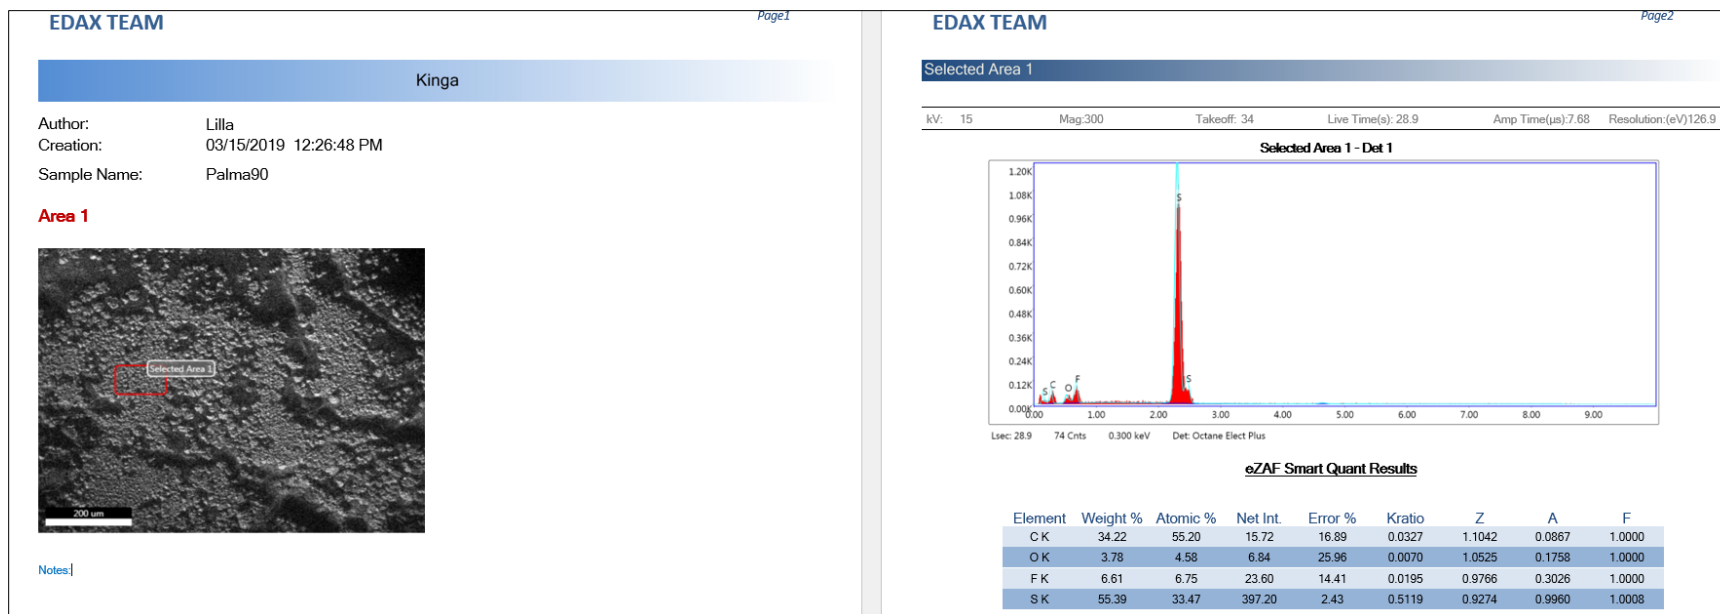 EDAX TEAM
Page1
Kinga
Author: Lilla
Creation: 03/15/2019 12:26:48 PM
Sample Name: Palma90
Area 1
Selected Area 1
200 um
Notes:
EDAX TEAM
Page2
Selected Area 1
kV: 15 Mag:300 Takeoff: 34 Live Time(s): 28.9 Amp Time(µs):7.68 Resolution:(eV)126.9
Selected Area 1 - Det 1
1.20K
1.08K
0.96K
0.84K
0.72K
0.60K
0.48K
0.36K
0.24K
0.12K
0.00K
S C O F S S
0.00 1.00 2.00 3.00 4.00 5.00 6.00 7.00 8.00 9.00
Lsec: 28.9 74 Cnts 0.300 keV Det: Octane Elect Plus
eZAF Smart Quant Results
Element Weight % Atomic % Net Int. Error % Kratio Z A F
C K 34.22 55.20 15.72 16.89 0.0327 1.1042 0.0867 1.0000
O K 3.78 4.58 6.84 25.96 0.0070 1.0525 0.1758 1.0000
F K 6.61 6.75 23.60 14.41 0.0195 0.9766 0.3026 1.0000
S K 55.39 33.47 397.20 2.43 0.5119 0.9274 0.9960 1.0008